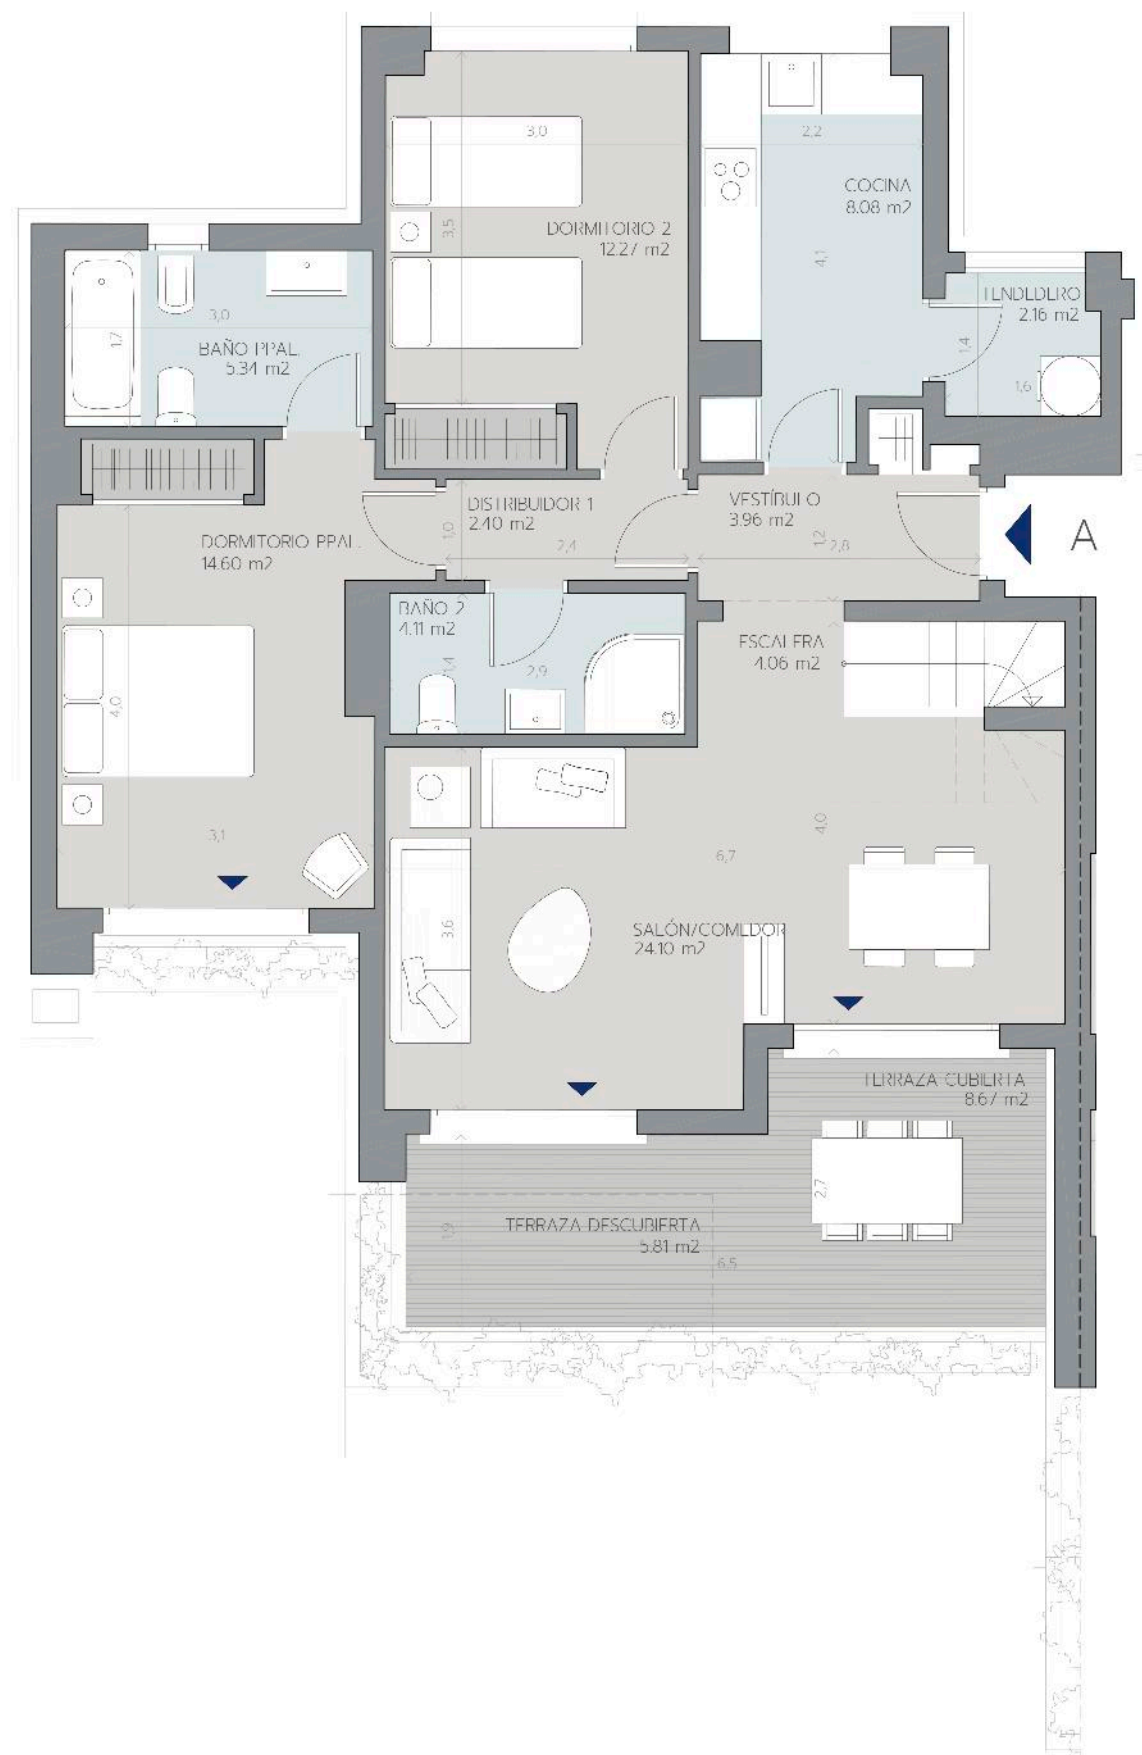 3,0
2,2
COCINA
8.08 m2
3,5
DORMITORIO 2
12.27 m2
4,1
TENDEDERO
2.16 m2
3,0
1,7
BAÑO PPAL.
5.34 m2
1,4
1,6
DISTRIBUIDOR 1
2.40 m2
VESTÍBULO
3.96 m2
DORMITORIO PPAL.
14.60 m2
1,0
2,4
1,2
2,8
A
BAÑO 2
4.11 m2
ESCALERA
4.06 m2
1,4
2,9
4,0
3,1
4,0
6,7
3,6
SALÓN/COMEDOR
24.10 m2
TERRAZA CUBIERTA
8.67 m2
2,7
TERRAZA DESCUBIERTA
5.81 m2
1,9
6,5